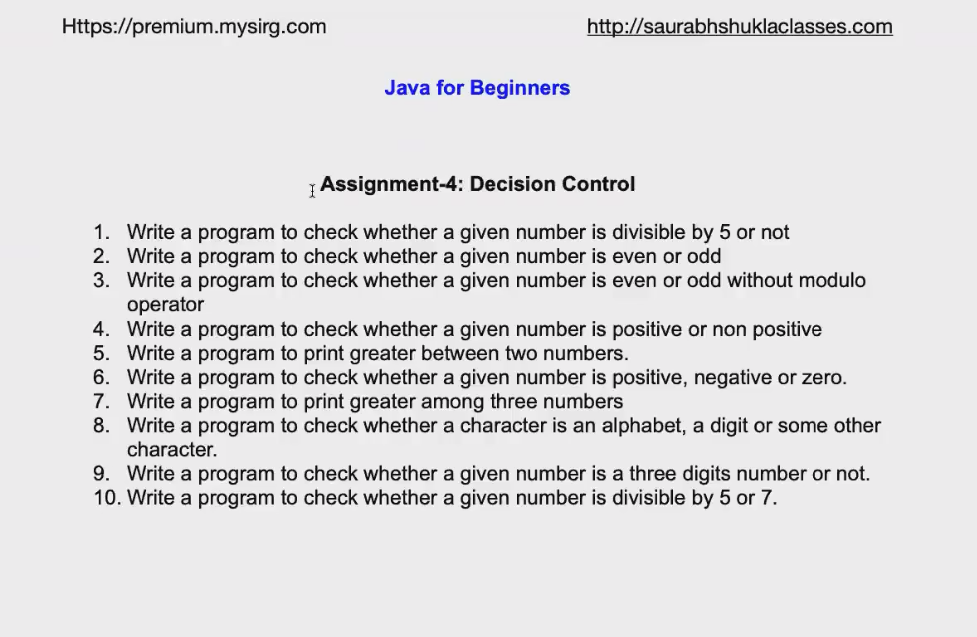 Https://premium.mysirg.com
http://saurabhshuklaclasses.com
Java for Beginners
Assignment-4: Decision Control
1. Write a program to check whether a given number is divisible by 5 or not
2. Write a program to check whether a given number is even or odd
3. Write a program to check whether a given number is even or odd without modulo
operator
4. Write a program to check whether a given number is positive or non positive
5. Write a program to print greater between two numbers.
6. Write a program to check whether a given number is positive, negative or zero.
7. Write a program to print greater among three numbers
8. Write a program to check whether a character is an alphabet, a digit or some other
character.
9. Write a program to check whether a given number is a three digits number or not.
10. Write a program to check whether a given number is divisible by 5 or 7.